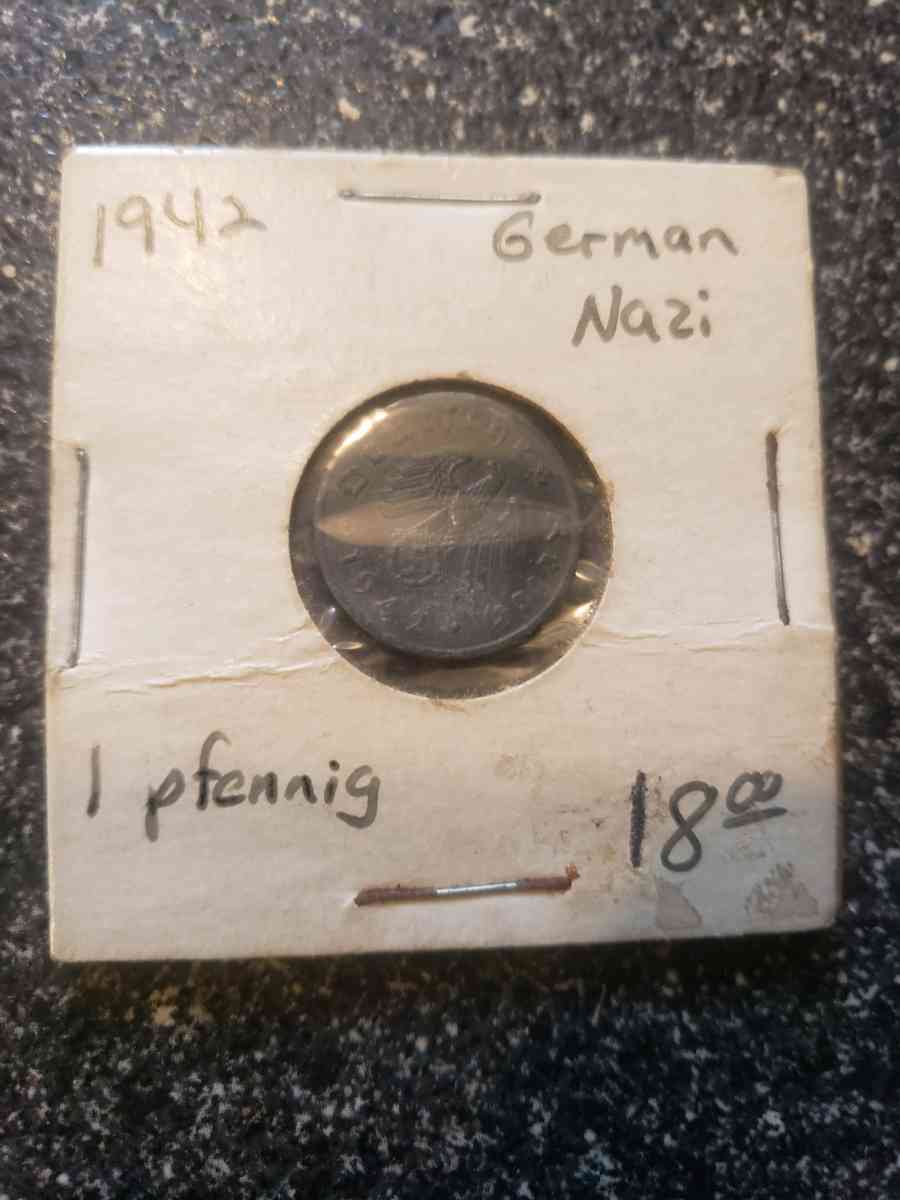 1942
German
Nazi
1 pfennig
18⁰⁰